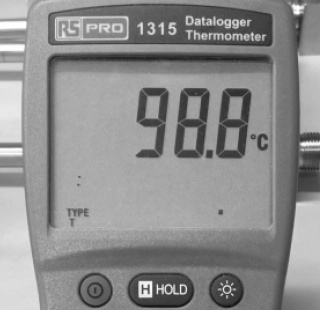 RS PRO 1315 Datalogger
Thermometer
98.8 °C
:
TYPE
T
H HOLD